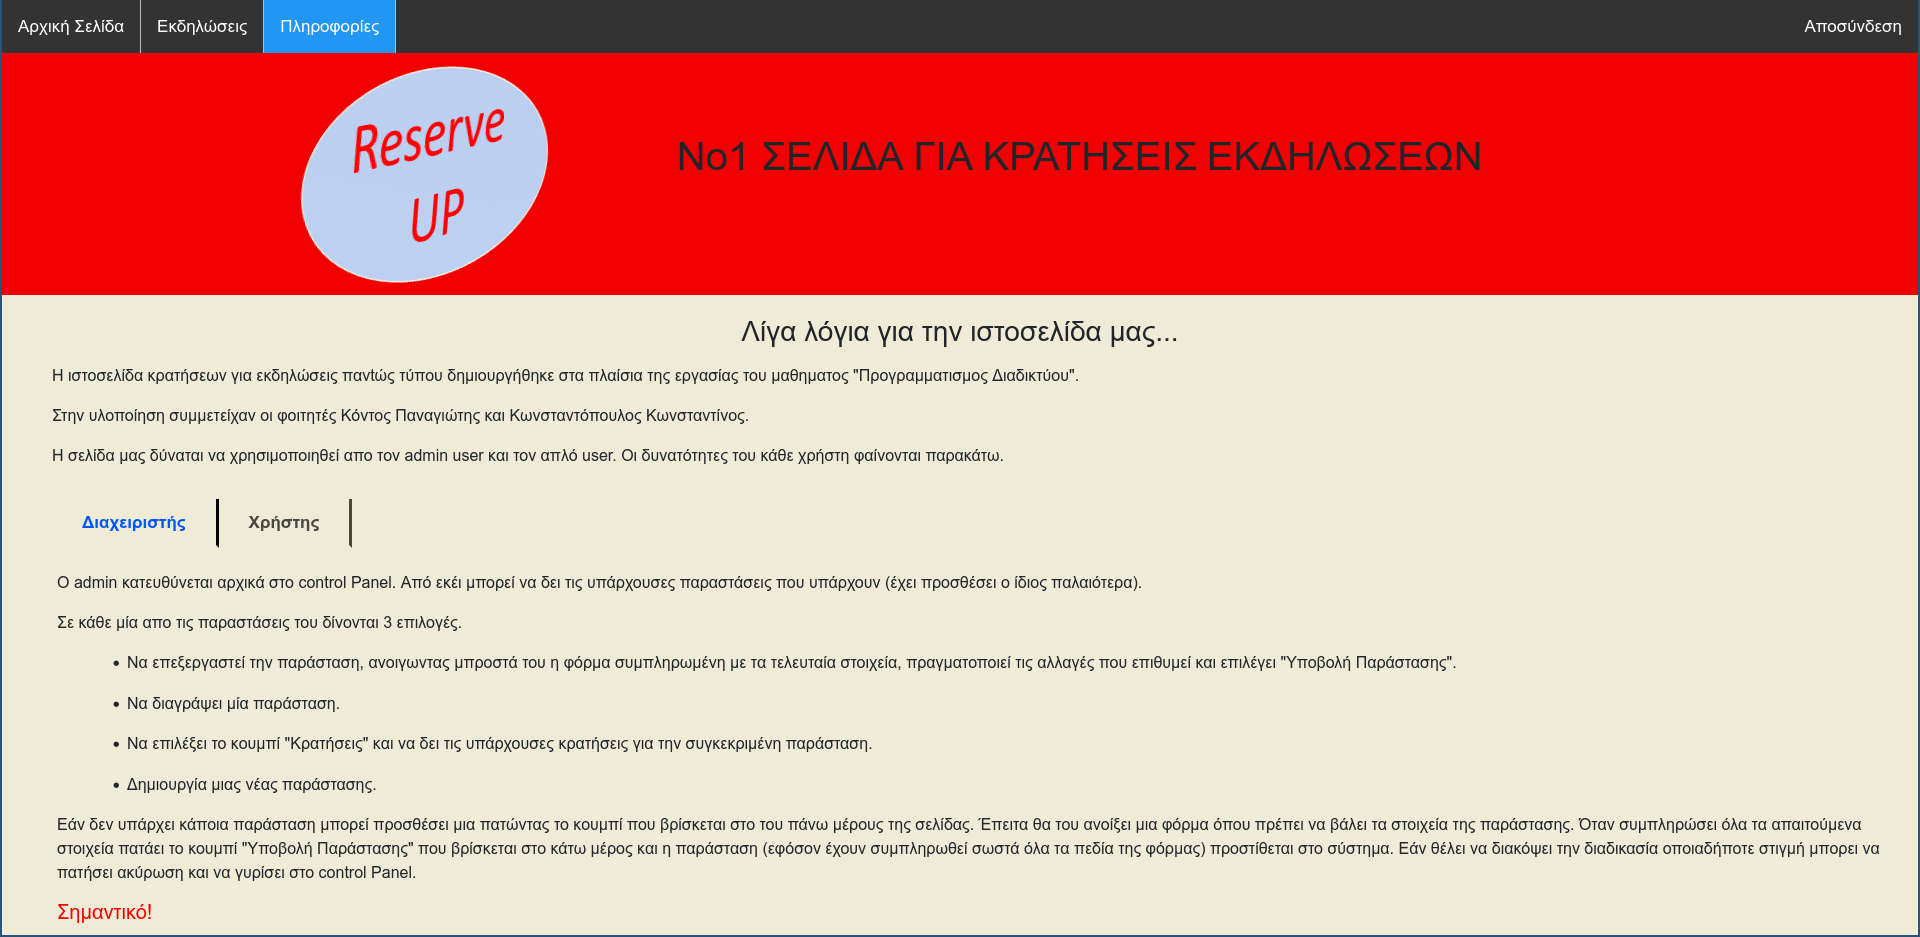 Αρχική Σελίδα Εκδηλώσεις Πληροφορίες Αποσύνδεση
Reserve
UP
Νο1 ΣΕΛΙΔΑ ΓΙΑ ΚΡΑΤΗΣΕΙΣ ΕΚΔΗΛΩΣΕΩΝ
Λίγα λόγια για την ιστοσελίδα μας...
Η ιστοσελίδα κρατήσεων για εκδηλώσεις παντώς τύπου δημιουργήθηκε στα πλαίσια της εργασίας του μαθηματος "Προγραμματισμος Διαδικτύου".
Στην υλοποίηση συμμετείχαν οι φοιτητές Κόντος Παναγιώτης και Κωνσταντόπουλος Κωνσταντίνος.
Η σελίδα μας δύναται να χρησιμοποιηθεί απο τον admin user και τον απλό user. Οι δυνατότητες του κάθε χρήστη φαίνονται παρακάτω.
Διαχειριστής Χρήστης
Ο admin κατευθύνεται αρχικά στο control Panel. Από εκέι μπορεί να δει τις υπάρχουσες παραστάσεις που υπάρχουν (έχει προσθέσει ο ίδιος παλαιότερα).
Σε κάθε μία απο τις παραστάσεις του δίνονται 3 επιλογές.
• Να επεξεργαστεί την παράσταση, ανοιγωντας μπροστά του η φόρμα συμπληρωμένη με τα τελευταία στοιχεία, πραγματοποιεί τις αλλαγές που επιθυμεί και επιλέγει "Υποβολή Παράστασης".
• Να διαγράψει μία παράσταση.
• Να επιλέξει το κουμπί "Κρατήσεις" και να δει τις υπάρχουσες κρατήσεις για την συγκεκριμένη παράσταση.
• Δημιουργία μιας νέας παράστασης.
Εάν δεν υπάρχει κάποια παράσταση μπορεί προσθέσει μια πατώντας το κουμπί που βρίσκεται στο του πάνω μέρους της σελίδας. Έπειτα θα του ανοίξει μια φόρμα όπου πρέπει να βάλει τα στοιχεία της παράστασης. Όταν συμπληρώσει όλα τα απαιτούμενα
στοιχεία πατάει το κουμπί "Υποβολή Παράστασης" που βρίσκεται στο κάτω μέρος και η παράσταση (εφόσον έχουν συμπληρωθεί σωστά όλα τα πεδία της φόρμας) προστίθεται στο σύστημα. Εάν θέλει να διακόψει την διαδικασία οποιαδήποτε στιγμή μπορει να
πατήσει ακύρωση και να γυρίσει στο control Panel.
Σημαντικό!